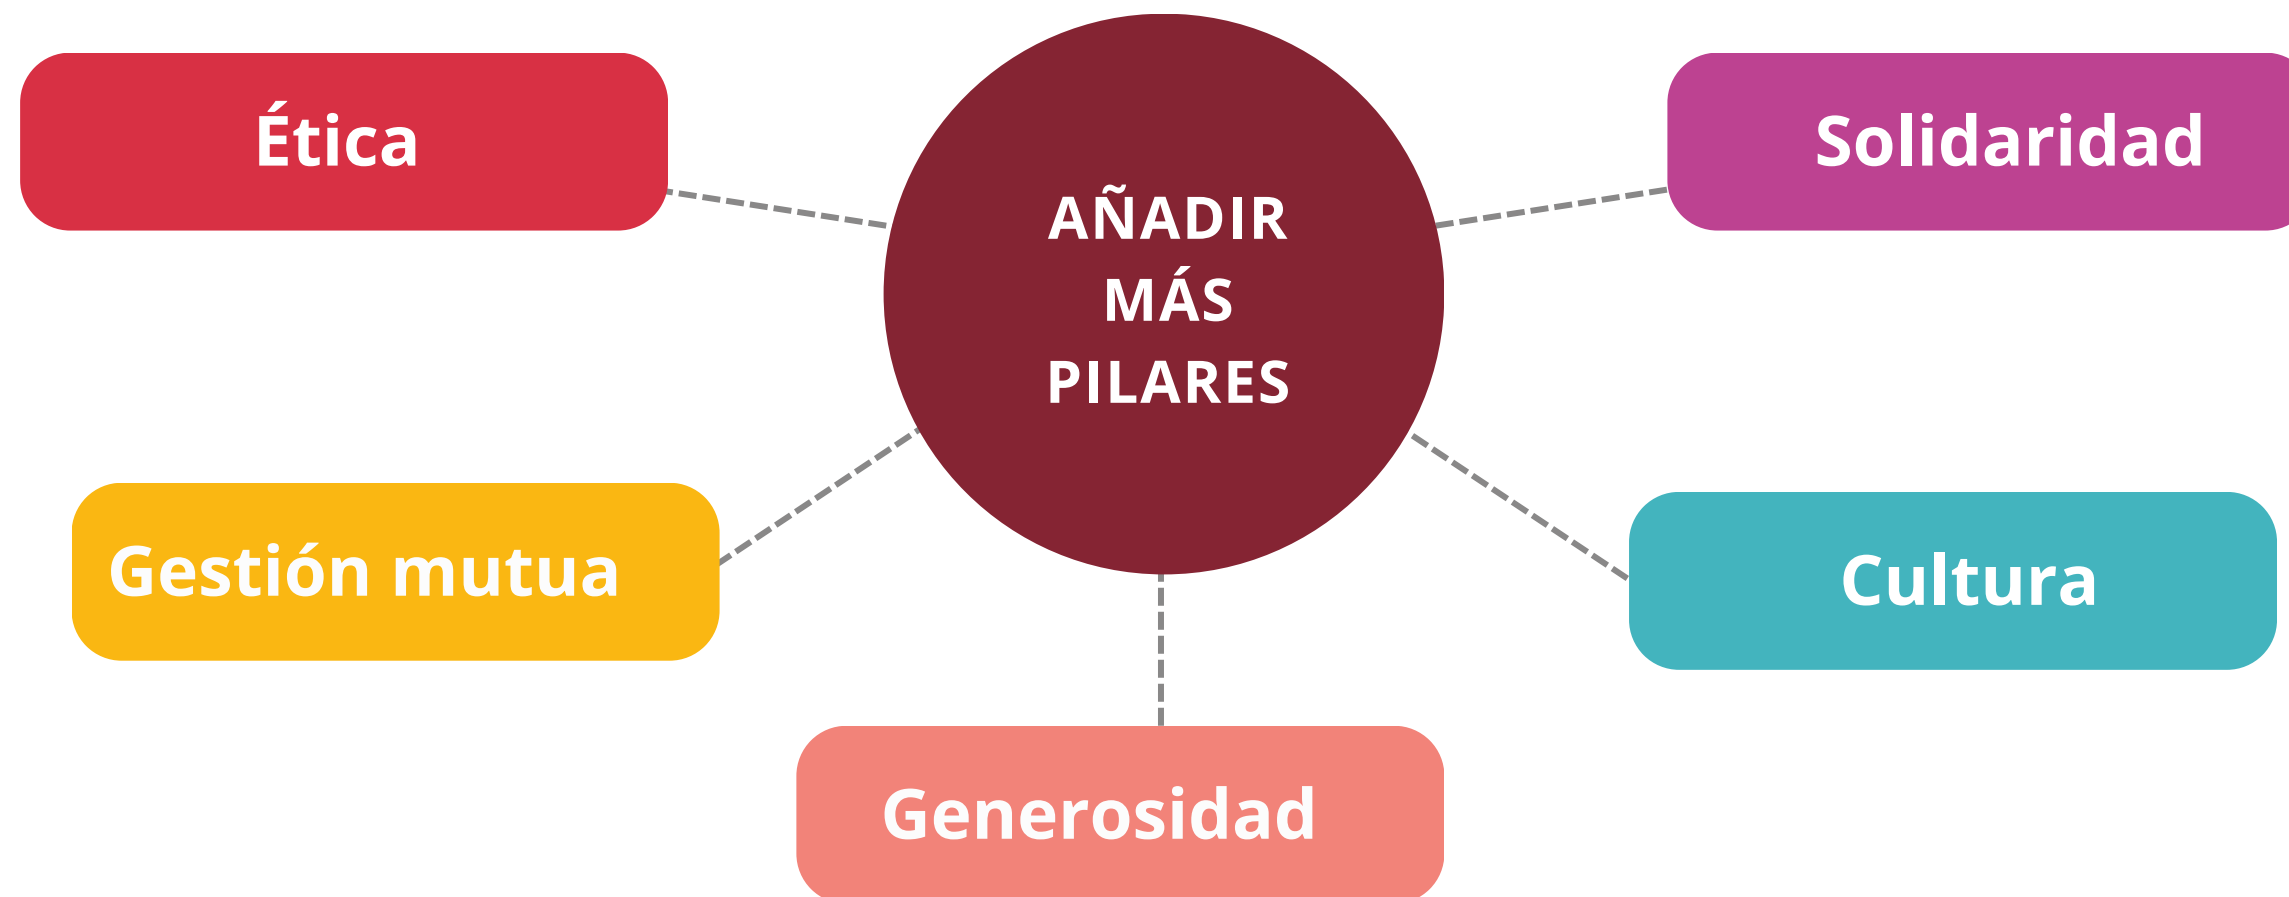 Ética
AÑADIR
MÁS
PILARES
Solidaridad
Gestión mutua
Cultura
Generosidad